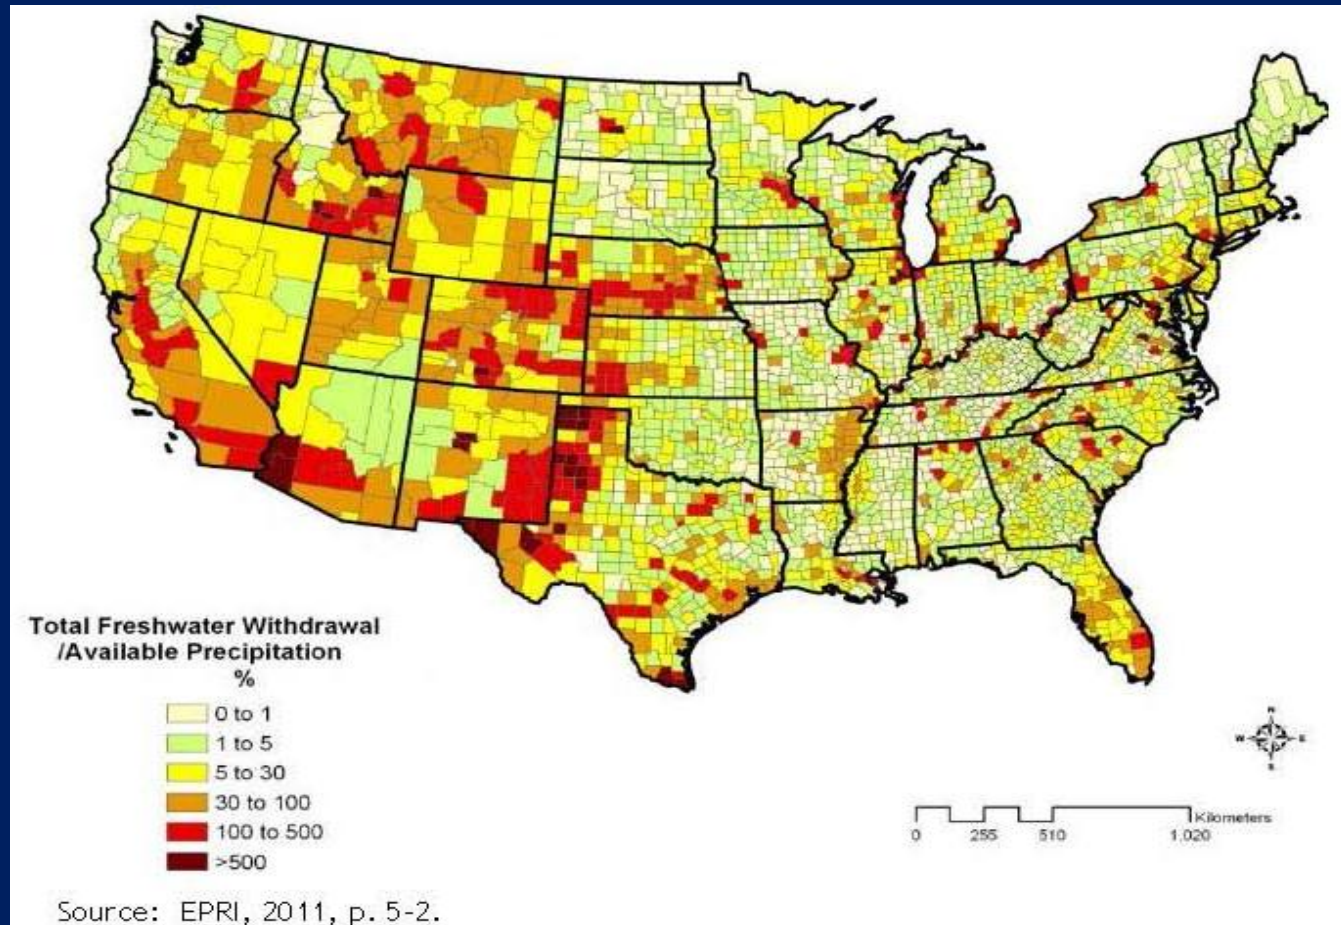 Total Freshwater Withdrawal
/Available Precipitation
%
0 to 1
1 to 5
5 to 30
30 to 100
100 to 500
>500
N
W E
S
Kilometers
0 255 510 1,020
Source: EPRI, 2011, p. 5-2.